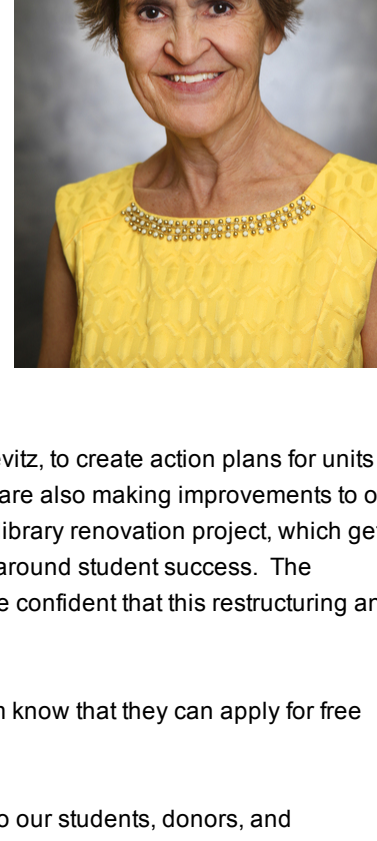 vitz, to create action plans for units
are also making improvements to o
library renovation project, which ge
around student success.  The
e confident that this restructuring an
know that they can apply for free
o our students, donors, and